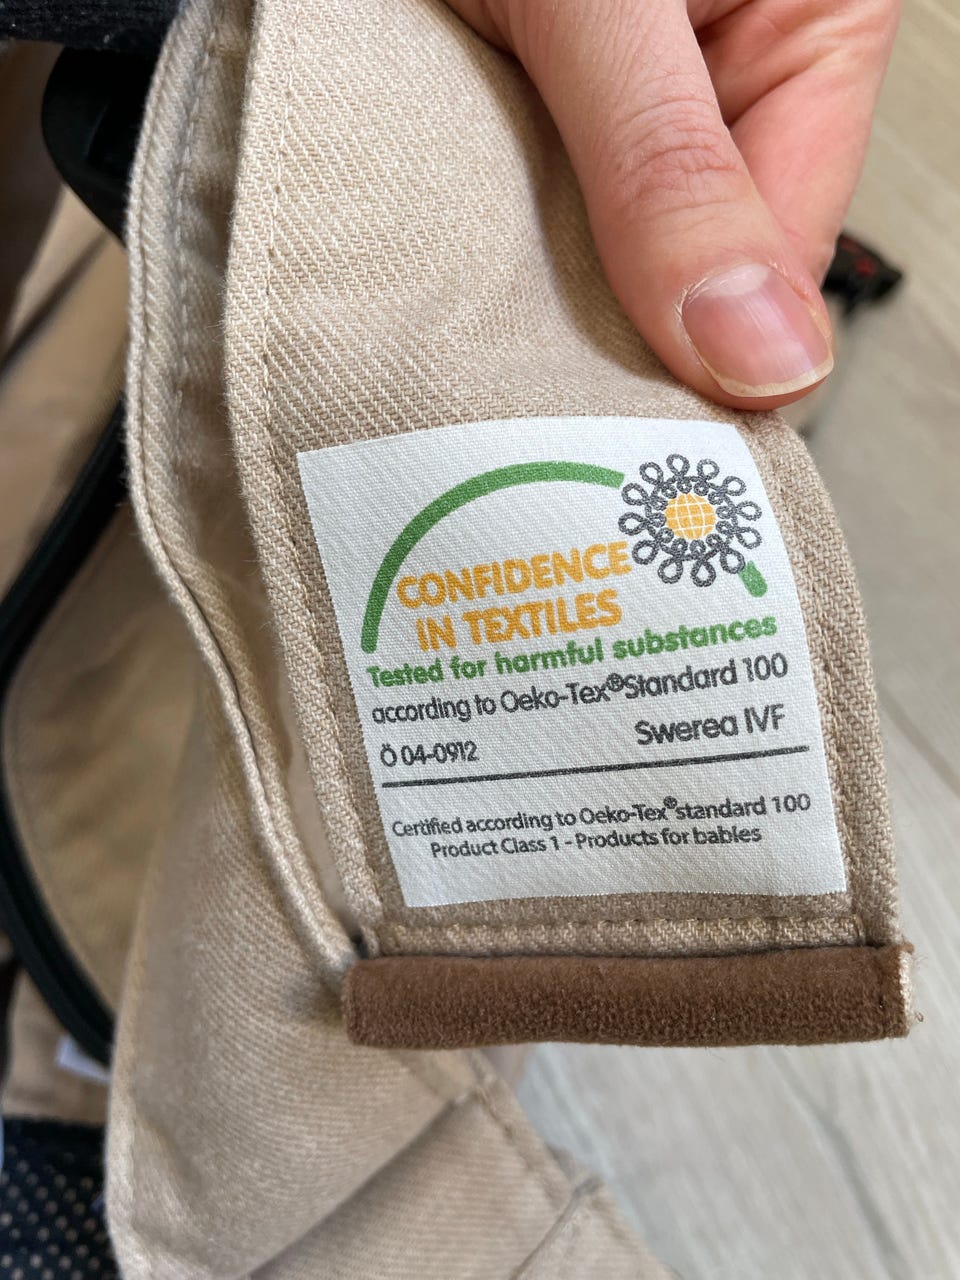 CONFIDENCE
IN TEXTILES
Tested for harmful substances
according to Oeko-Tex®Standard 100
Ö 04-0912 Swerea IVF
Certified according to Oeko-Tex®standard 100
Product Class 1 - Products for bables